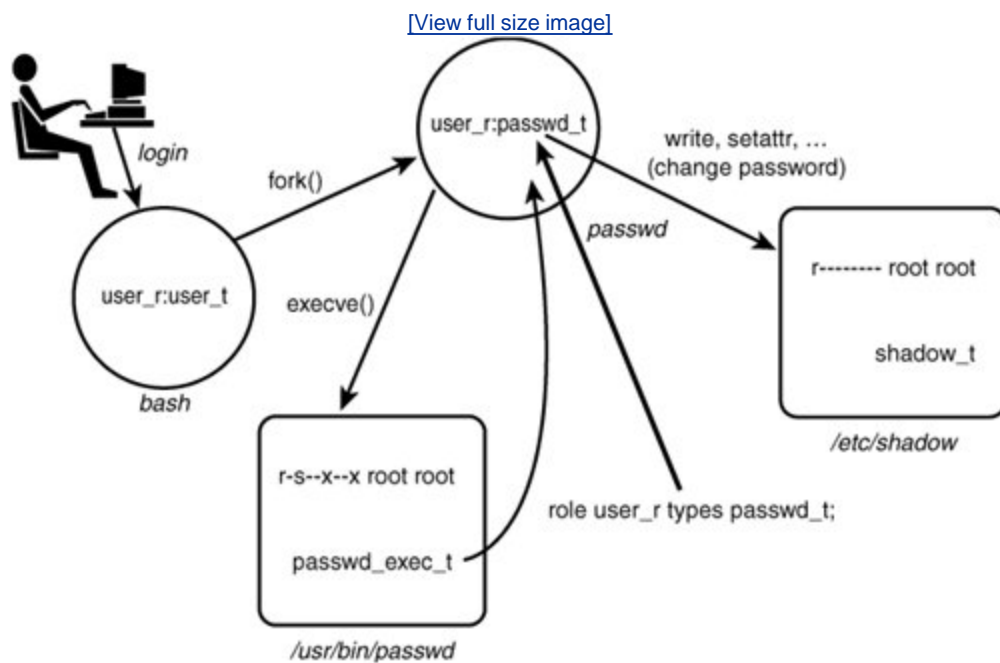 [View full size image]
login
user_r:passwd_t
write, setattr, ...
(change password)
fork()
passwd
r-------- root root
user_r:user_t
execve()
shadow_t
bash
/etc/shadow
r-s--x--x root root
role user_r types passwd_t;
passwd_exec_t
/usr/bin/passwd